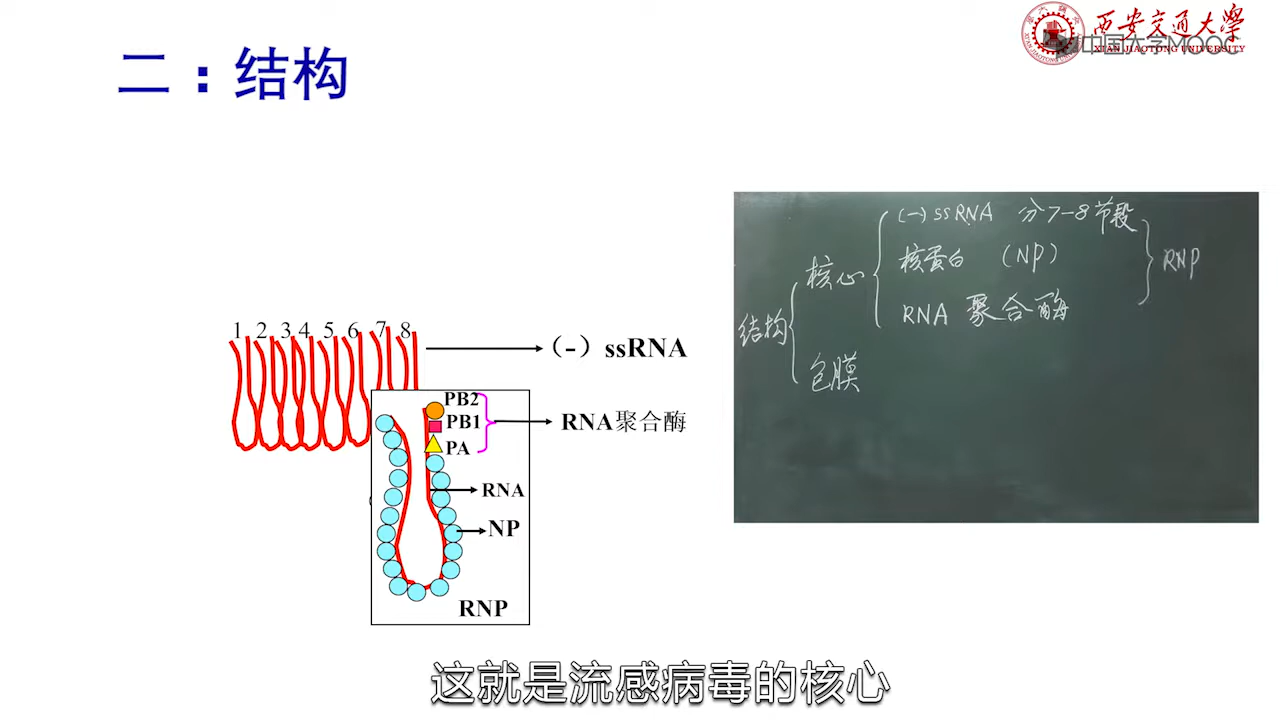 西安交通大學
XI'AN JIAOTONG UNIVERSITY
中国大学MOOC
二：结构
1 2 3 4 5 6 7 8
（-）ssRNA
PB2
PB1
PA
RNA聚合酶
RNA
NP
RNP
(-) ssRNA 分7-8节段
核蛋白 (NP)
RNA 聚合酶
核心
RNP
结构
包膜
这就是流感病毒的核心